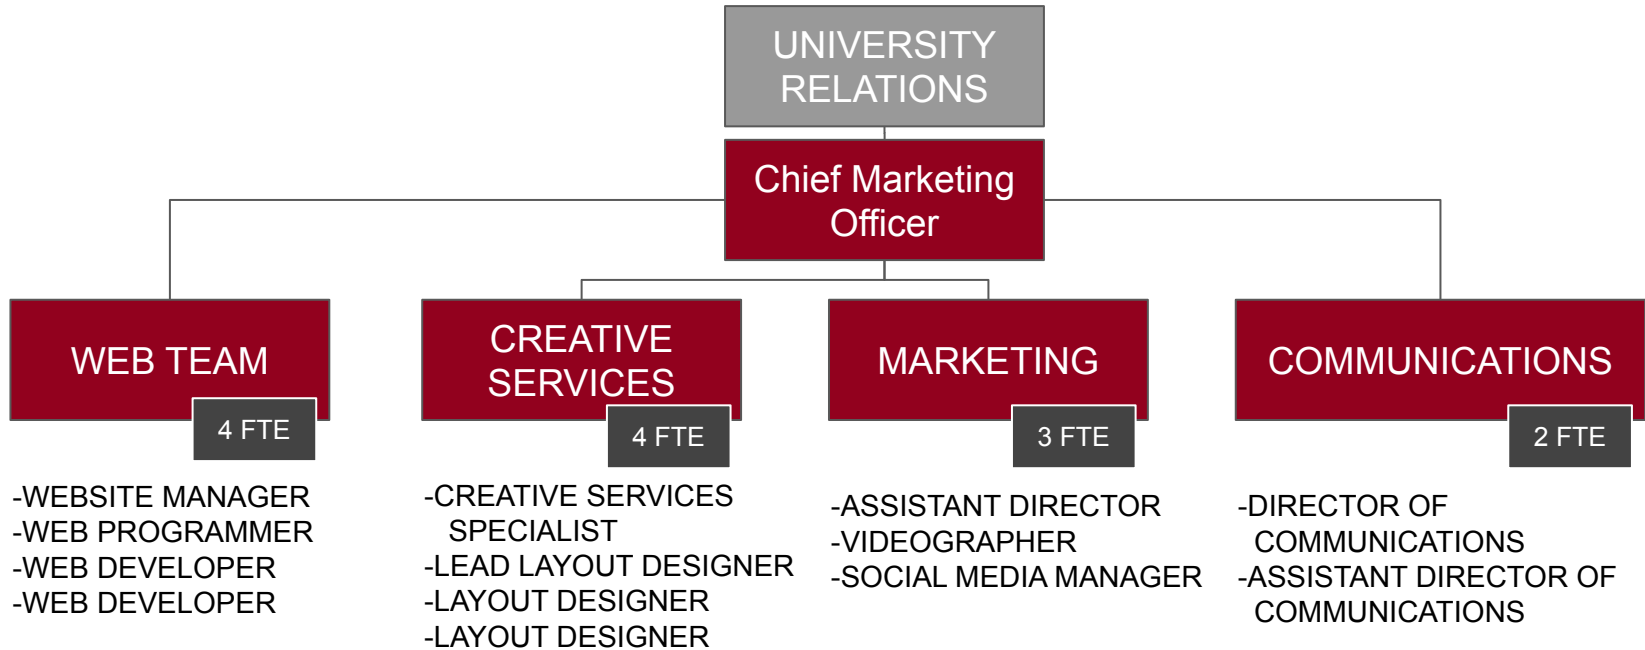 UNIVERSITY
RELATIONS
Chief Marketing
Officer
WEB TEAM
4 FTE
-WEBSITE MANAGER
-WEB PROGRAMMER
-WEB DEVELOPER
-WEB DEVELOPER
CREATIVE
SERVICES
4 FTE
-CREATIVE SERVICES
SPECIALIST
-LEAD LAYOUT DESIGNER
-LAYOUT DESIGNER
-LAYOUT DESIGNER
MARKETING
3 FTE
-ASSISTANT DIRECTOR
-VIDEOGRAPHER
-SOCIAL MEDIA MANAGER
COMMUNICATIONS
2 FTE
-DIRECTOR OF
COMMUNICATIONS
-ASSISTANT DIRECTOR OF
COMMUNICATIONS